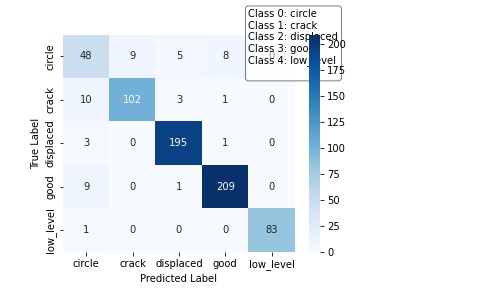 Class 0: circle
Class 1: crack
Class 2: displaced
Class 3: good
Class 4: low_level
circle 48 9 5 8 0
crack 10 102 3 1 0
displaced 3 0 195 1 0
good 9 0 1 209 0
low_level 1 0 0 0 83
circle crack displaced good low_level
Predicted Label
True Label
200
175
150
125
100
75
50
25
0